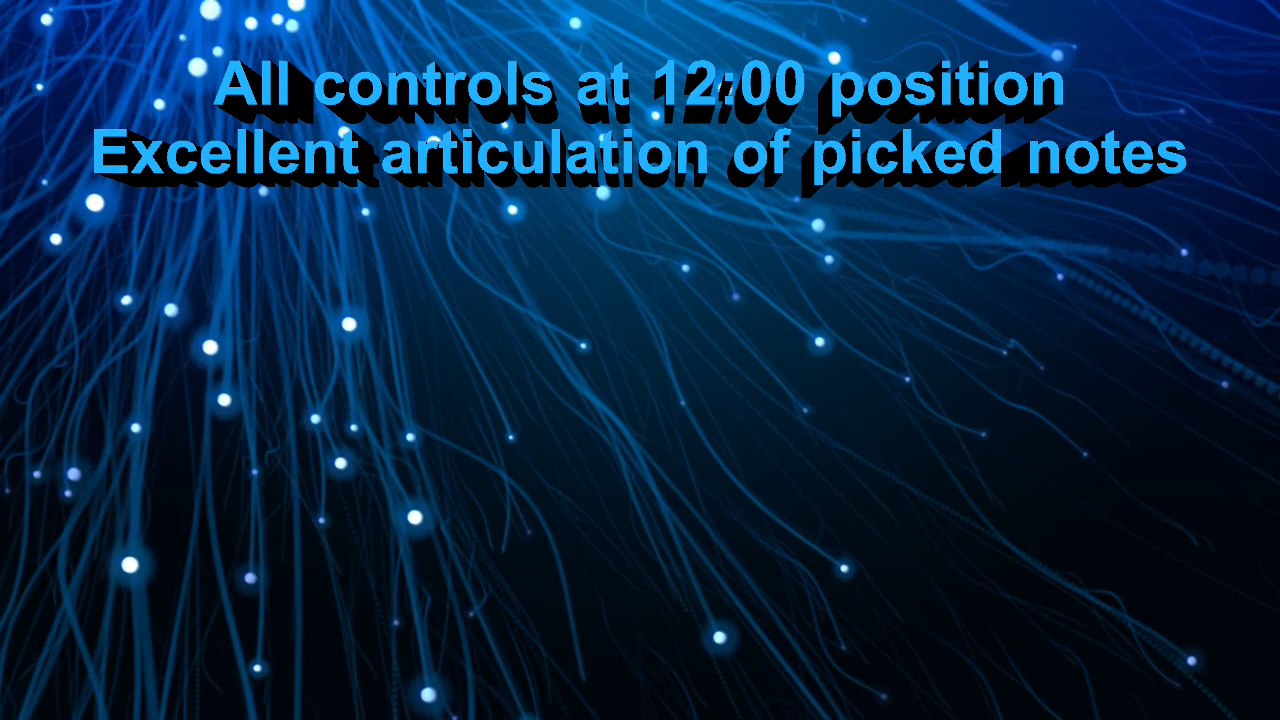 All controls at 12:00 position
Excellent articulation of picked notes